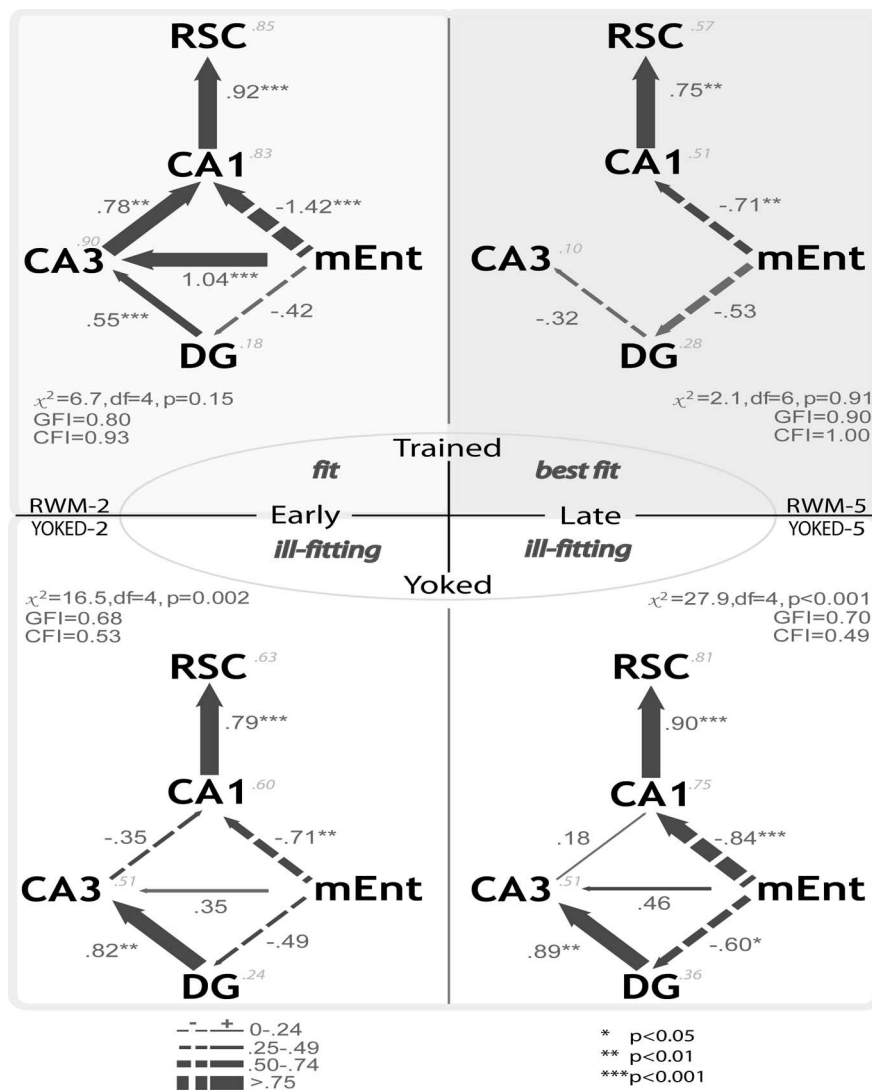 RSC .85
.92***
CA1 .83
.78**
-1.42***
CA3 .90
mEnt
1.04***
.55***
-.42
DG .18
χ²=6.7,df=4,p=0.15
GFI=0.80
CFI=0.93
RSC .57
.75**
CA1 .51
-.71**
CA3 .10
mEnt
-.32
-.53
DG .28
χ²=2.1,df=6,p=0.91
GFI=0.90
CFI=1.00
Trained
fit
best fit
RWM-2
Early
Late
RWM-5
YOKED-2
YOKED-5
ill-fitting
ill-fitting
Yoked
χ²=16.5,df=4,p=0.002
GFI=0.68
CFI=0.53
RSC .63
.79***
CA1 .60
-.35
-.71**
CA3 .51
mEnt
.35
.82**
-.49
DG .24
χ²=27.9,df=4,p<0.001
GFI=0.70
CFI=0.49
RSC .81
.90***
CA1 .75
.18
-.84***
CA3 .51
mEnt
.46
.89**
-.60*
DG .36
- +
0-.24
.25-.49
.50-.74
>.75
* p<0.05
** p<0.01
***p<0.001